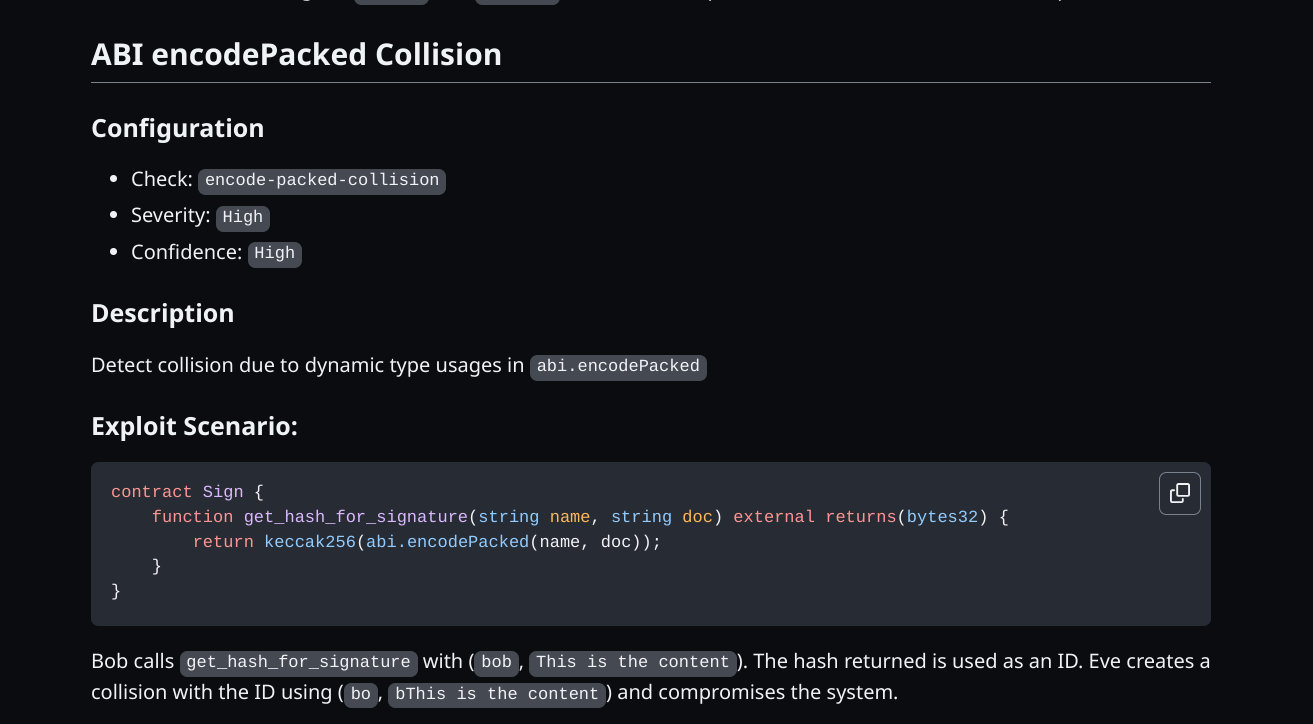 ABI encodePacked Collision
Configuration
Check: encode-packed-collision
Severity: High
Confidence: High
Description
Detect collision due to dynamic type usages in abi.encodePacked
Exploit Scenario:
contract Sign {
    function get_hash_for_signature(string name, string doc) external returns(bytes32) {
        return keccak256(abi.encodePacked(name, doc));
    }
}
Bob calls get_hash_for_signature with (bob, This is the content). The hash returned is used as an ID. Eve creates a
collision with the ID using (bo, bThis is the content) and compromises the system.